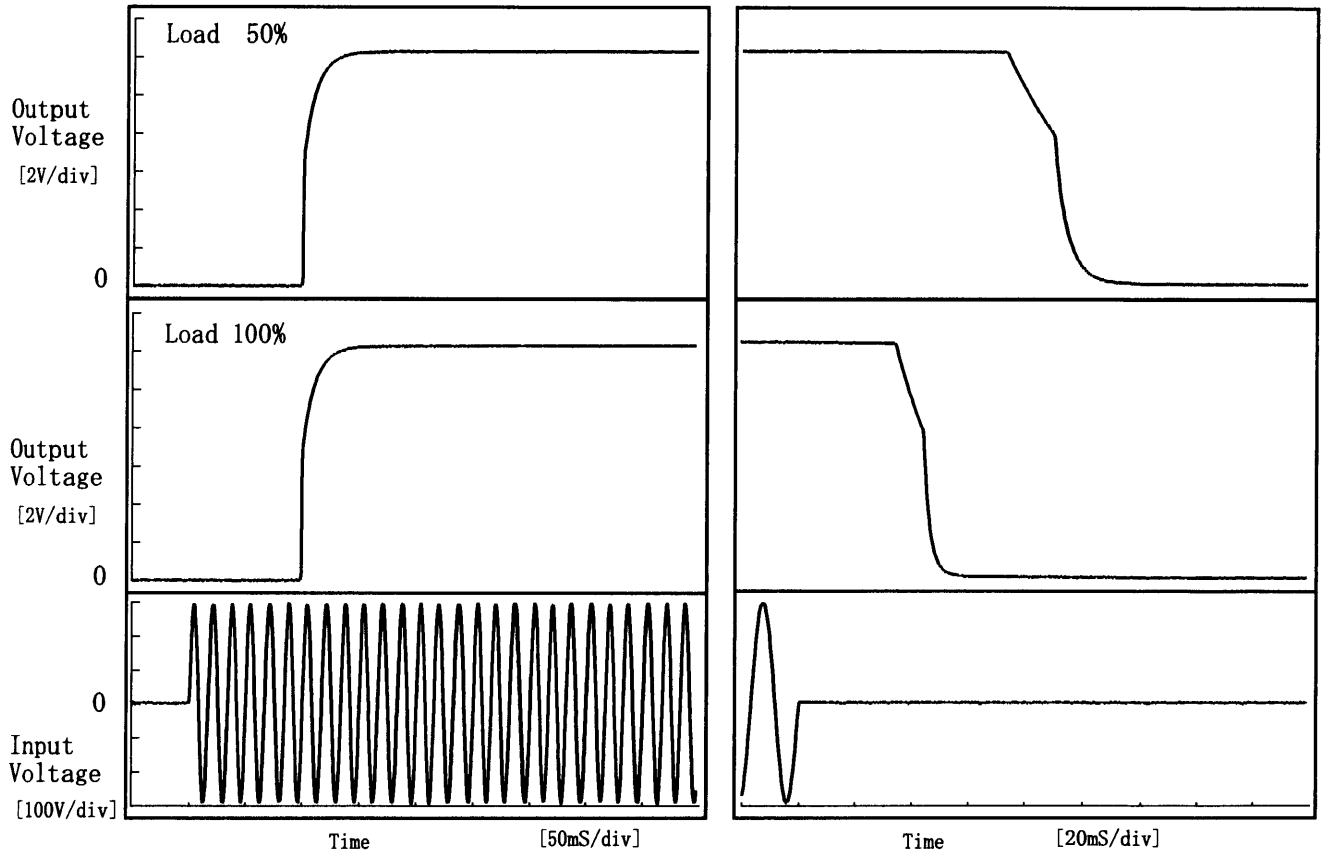 Load 50%
Output
Voltage
[2V/div]
0
Load 100%
Output
Voltage
[2V/div]
0
0
Input
Voltage
[100V/div]
Time [50mS/div]
Time [20mS/div]